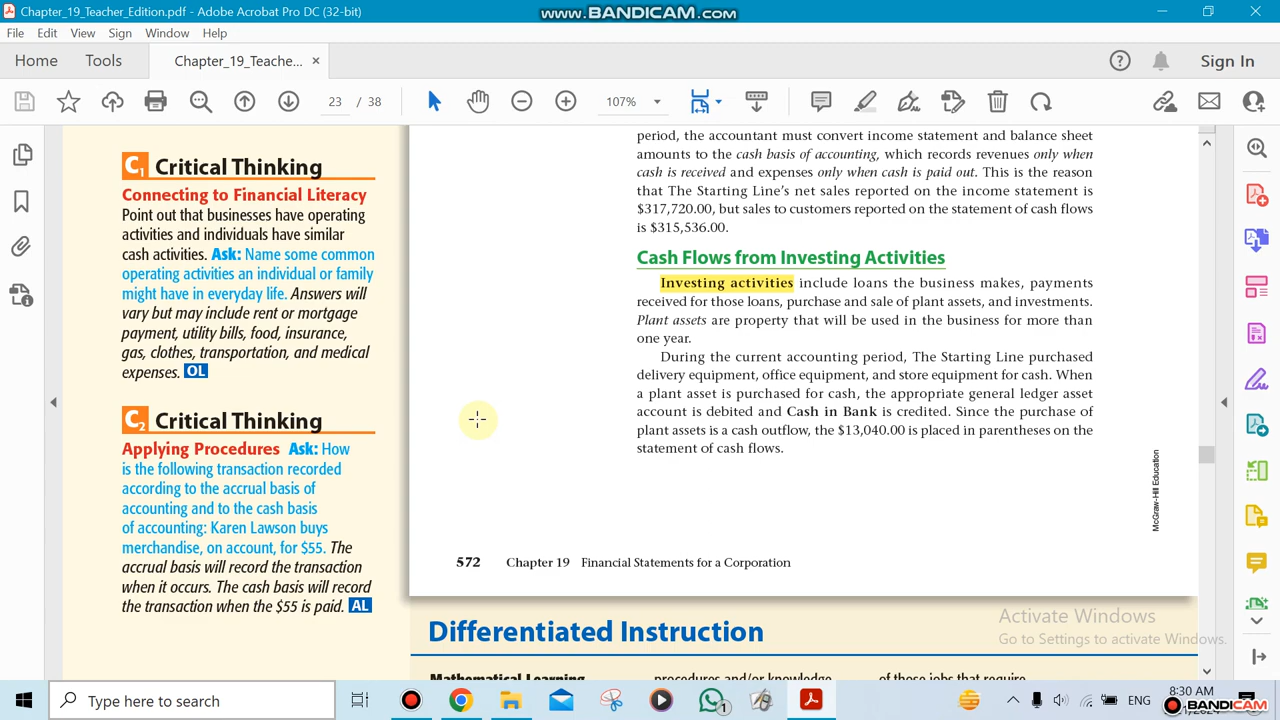 Chapter_19_Teacher_Edition.pdf - Adobe Acrobat Pro DC (32-bit)
www.BANDICAM.com
File Edit View Sign Window Help
Home Tools Chapter_19_Teache... × Sign In
23 / 38 107%
C1 Critical Thinking
Connecting to Financial Literacy
Point out that businesses have operating
activities and individuals have similar
cash activities. Ask: Name some common
operating activities an individual or family
might have in everyday life. Answers will
vary but may include rent or mortgage
payment, utility bills, food, insurance,
gas, clothes, transportation, and medical
expenses. OL
C2 Critical Thinking
Applying Procedures Ask: How
is the following transaction recorded
according to the accrual basis of
accounting and to the cash basis
of accounting: Karen Lawson buys
merchandise, on account, for $55. The
accrual basis will record the transaction
when it occurs. The cash basis will record
the transaction when the $55 is paid. AL
period, the accountant must convert income statement and balance sheet
amounts to the cash basis of accounting, which records revenues only when
cash is received and expenses only when cash is paid out. This is the reason
that The Starting Line's net sales reported on the income statement is
$317,720.00, but sales to customers reported on the statement of cash flows
is $315,536.00.
Cash Flows from Investing Activities
Investing activities include loans the business makes, payments
received for those loans, purchase and sale of plant assets, and investments.
Plant assets are property that will be used in the business for more than
one year.
During the current accounting period, The Starting Line purchased
delivery equipment, office equipment, and store equipment for cash. When
a plant asset is purchased for cash, the appropriate general ledger asset
account is debited and Cash in Bank is credited. Since the purchase of
plant assets is a cash outflow, the $13,040.00 is placed in parentheses on the
statement of cash flows.
McGraw-Hill Education
572 Chapter 19 Financial Statements for a Corporation
Differentiated Instruction
Mathematical Learning procedures and/or knowledge of these jobs that require
Activate Windows
Go to Settings to activate Windows.
Type here to search
1
ENG
8:30 AM
BANDICAM